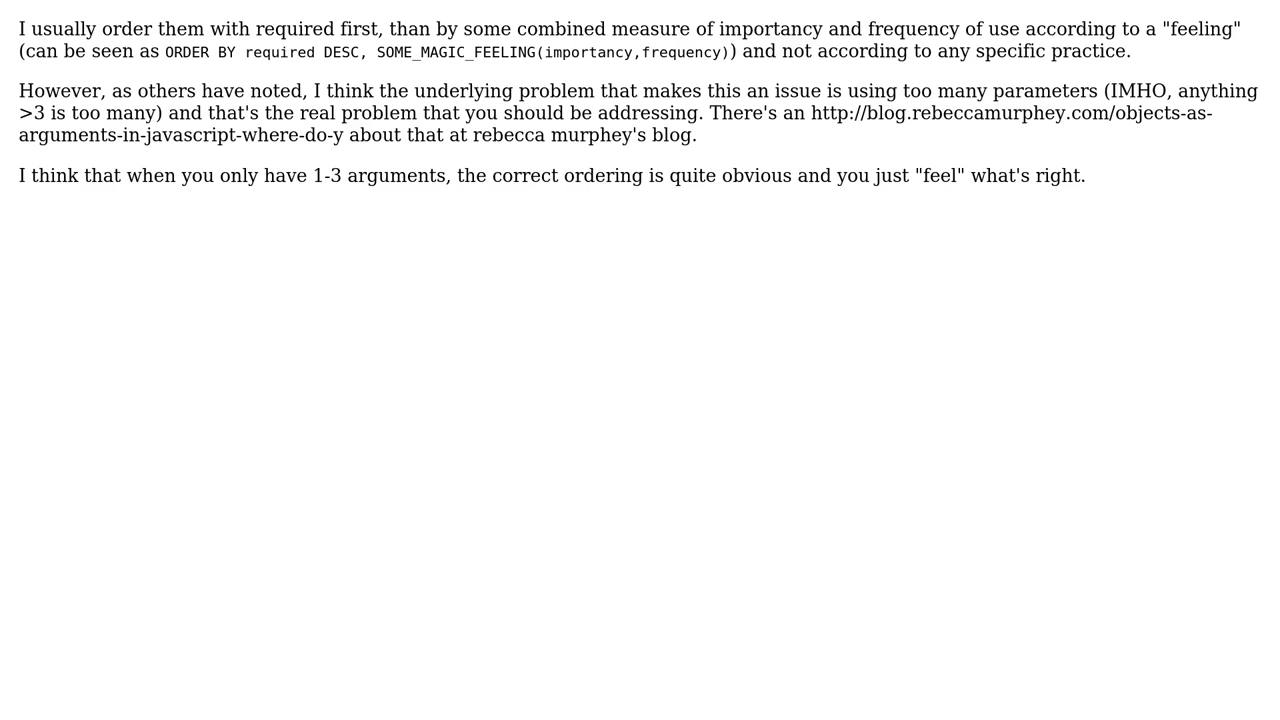 I usually order them with required first, than by some combined measure of importancy and frequency of use according to a "feeling"
(can be seen as ORDER BY required DESC, SOME_MAGIC_FEELING(importancy,frequency)) and not according to any specific practice.
However, as others have noted, I think the underlying problem that makes this an issue is using too many parameters (IMHO, anything
>3 is too many) and that's the real problem that you should be addressing. There's an http://blog.rebeccamurphey.com/objects-as-
arguments-in-javascript-where-do-y about that at rebecca murphey's blog.
I think that when you only have 1-3 arguments, the correct ordering is quite obvious and you just "feel" what's right.